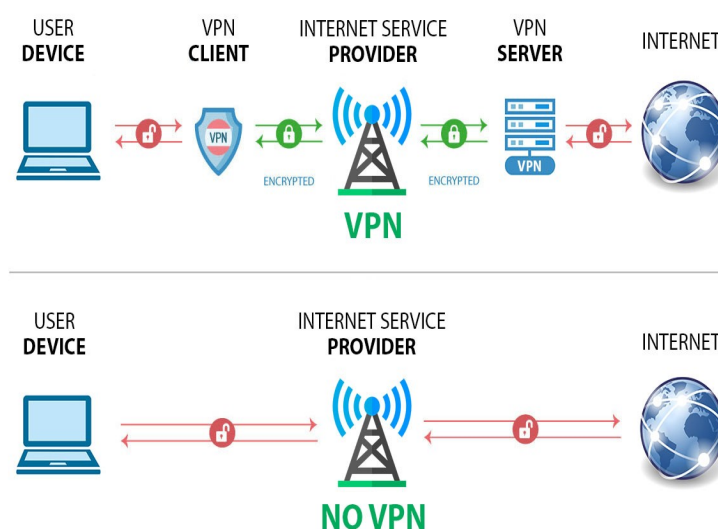 USER
DEVICE
VPN
CLIENT
INTERNET SERVICE
PROVIDER
VPN
SERVER
INTERNET
VPN
ENCRYPTED
ENCRYPTED
VPN
VPN
USER
DEVICE
INTERNET SERVICE
PROVIDER
INTERNET
NO VPN